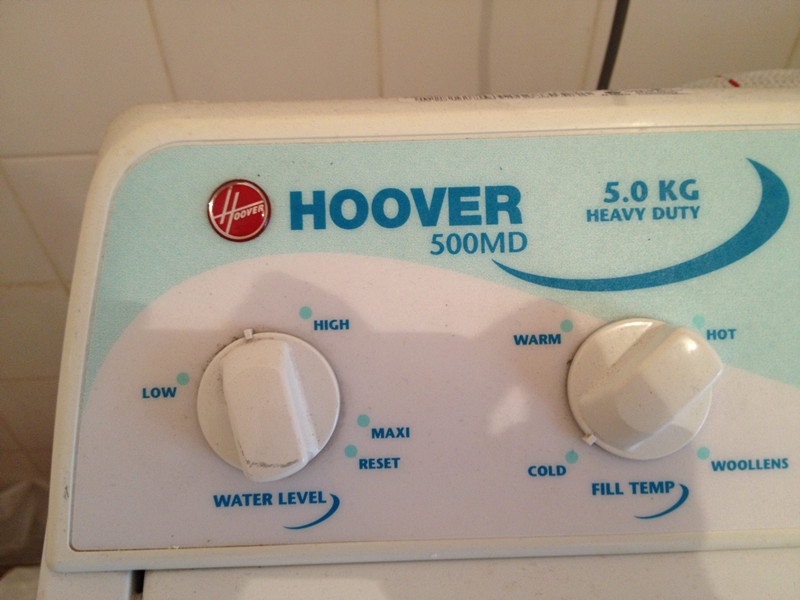 HOOVER
HOOVER
500MD
5.0 KG
HEAVY DUTY
HIGH
LOW
MAXI
RESET
WATER LEVEL
WARM
HOT
COLD
WOOLLENS
FILL TEMP